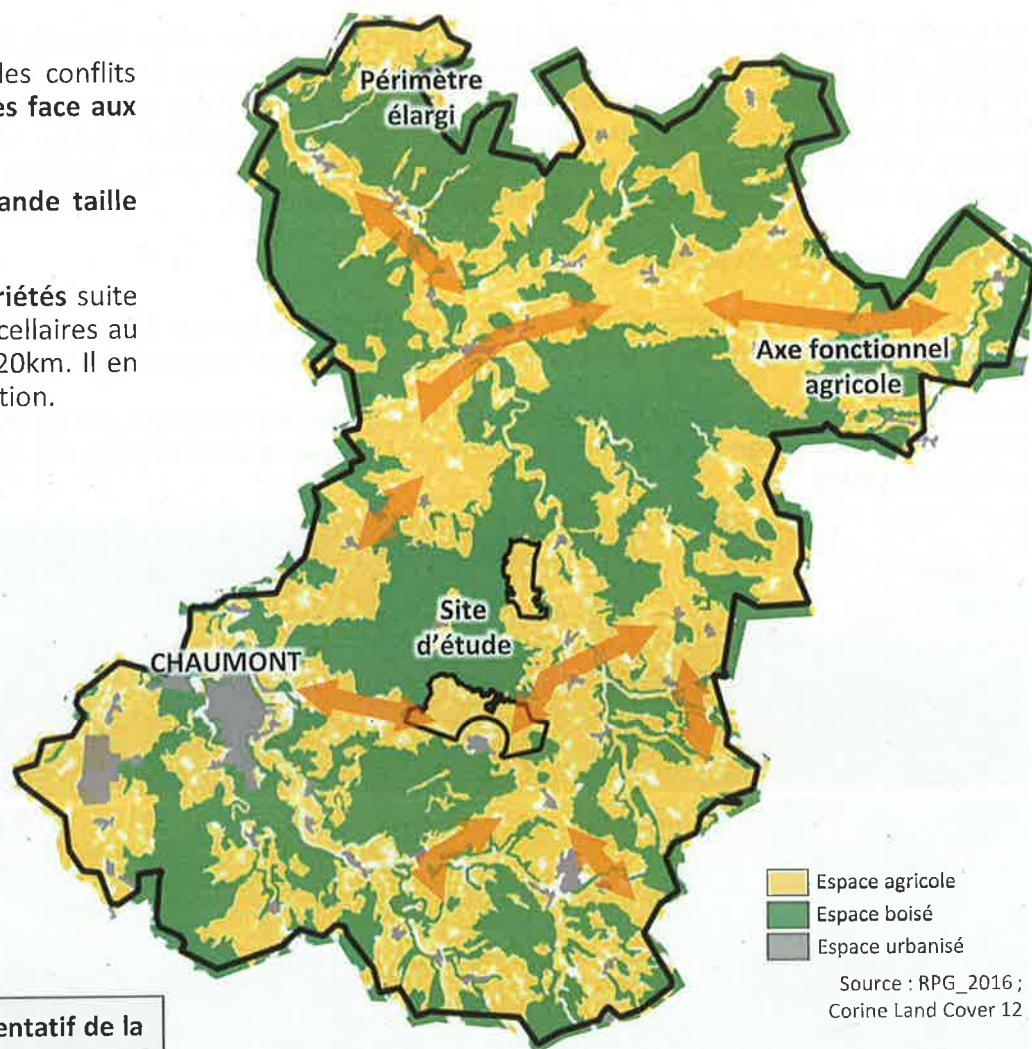 les conflits
es face aux
ande taille
riétés suite
cellaires au
20km. Il en
tion.
Périmètre
élargi
Axe fonctionnel
agricole
Site
d'étude
CHAUMONT
Espace agricole
Espace boisé
Espace urbanisé
Source : RPG_2016 ;
Corine Land Cover 12
entatif de la